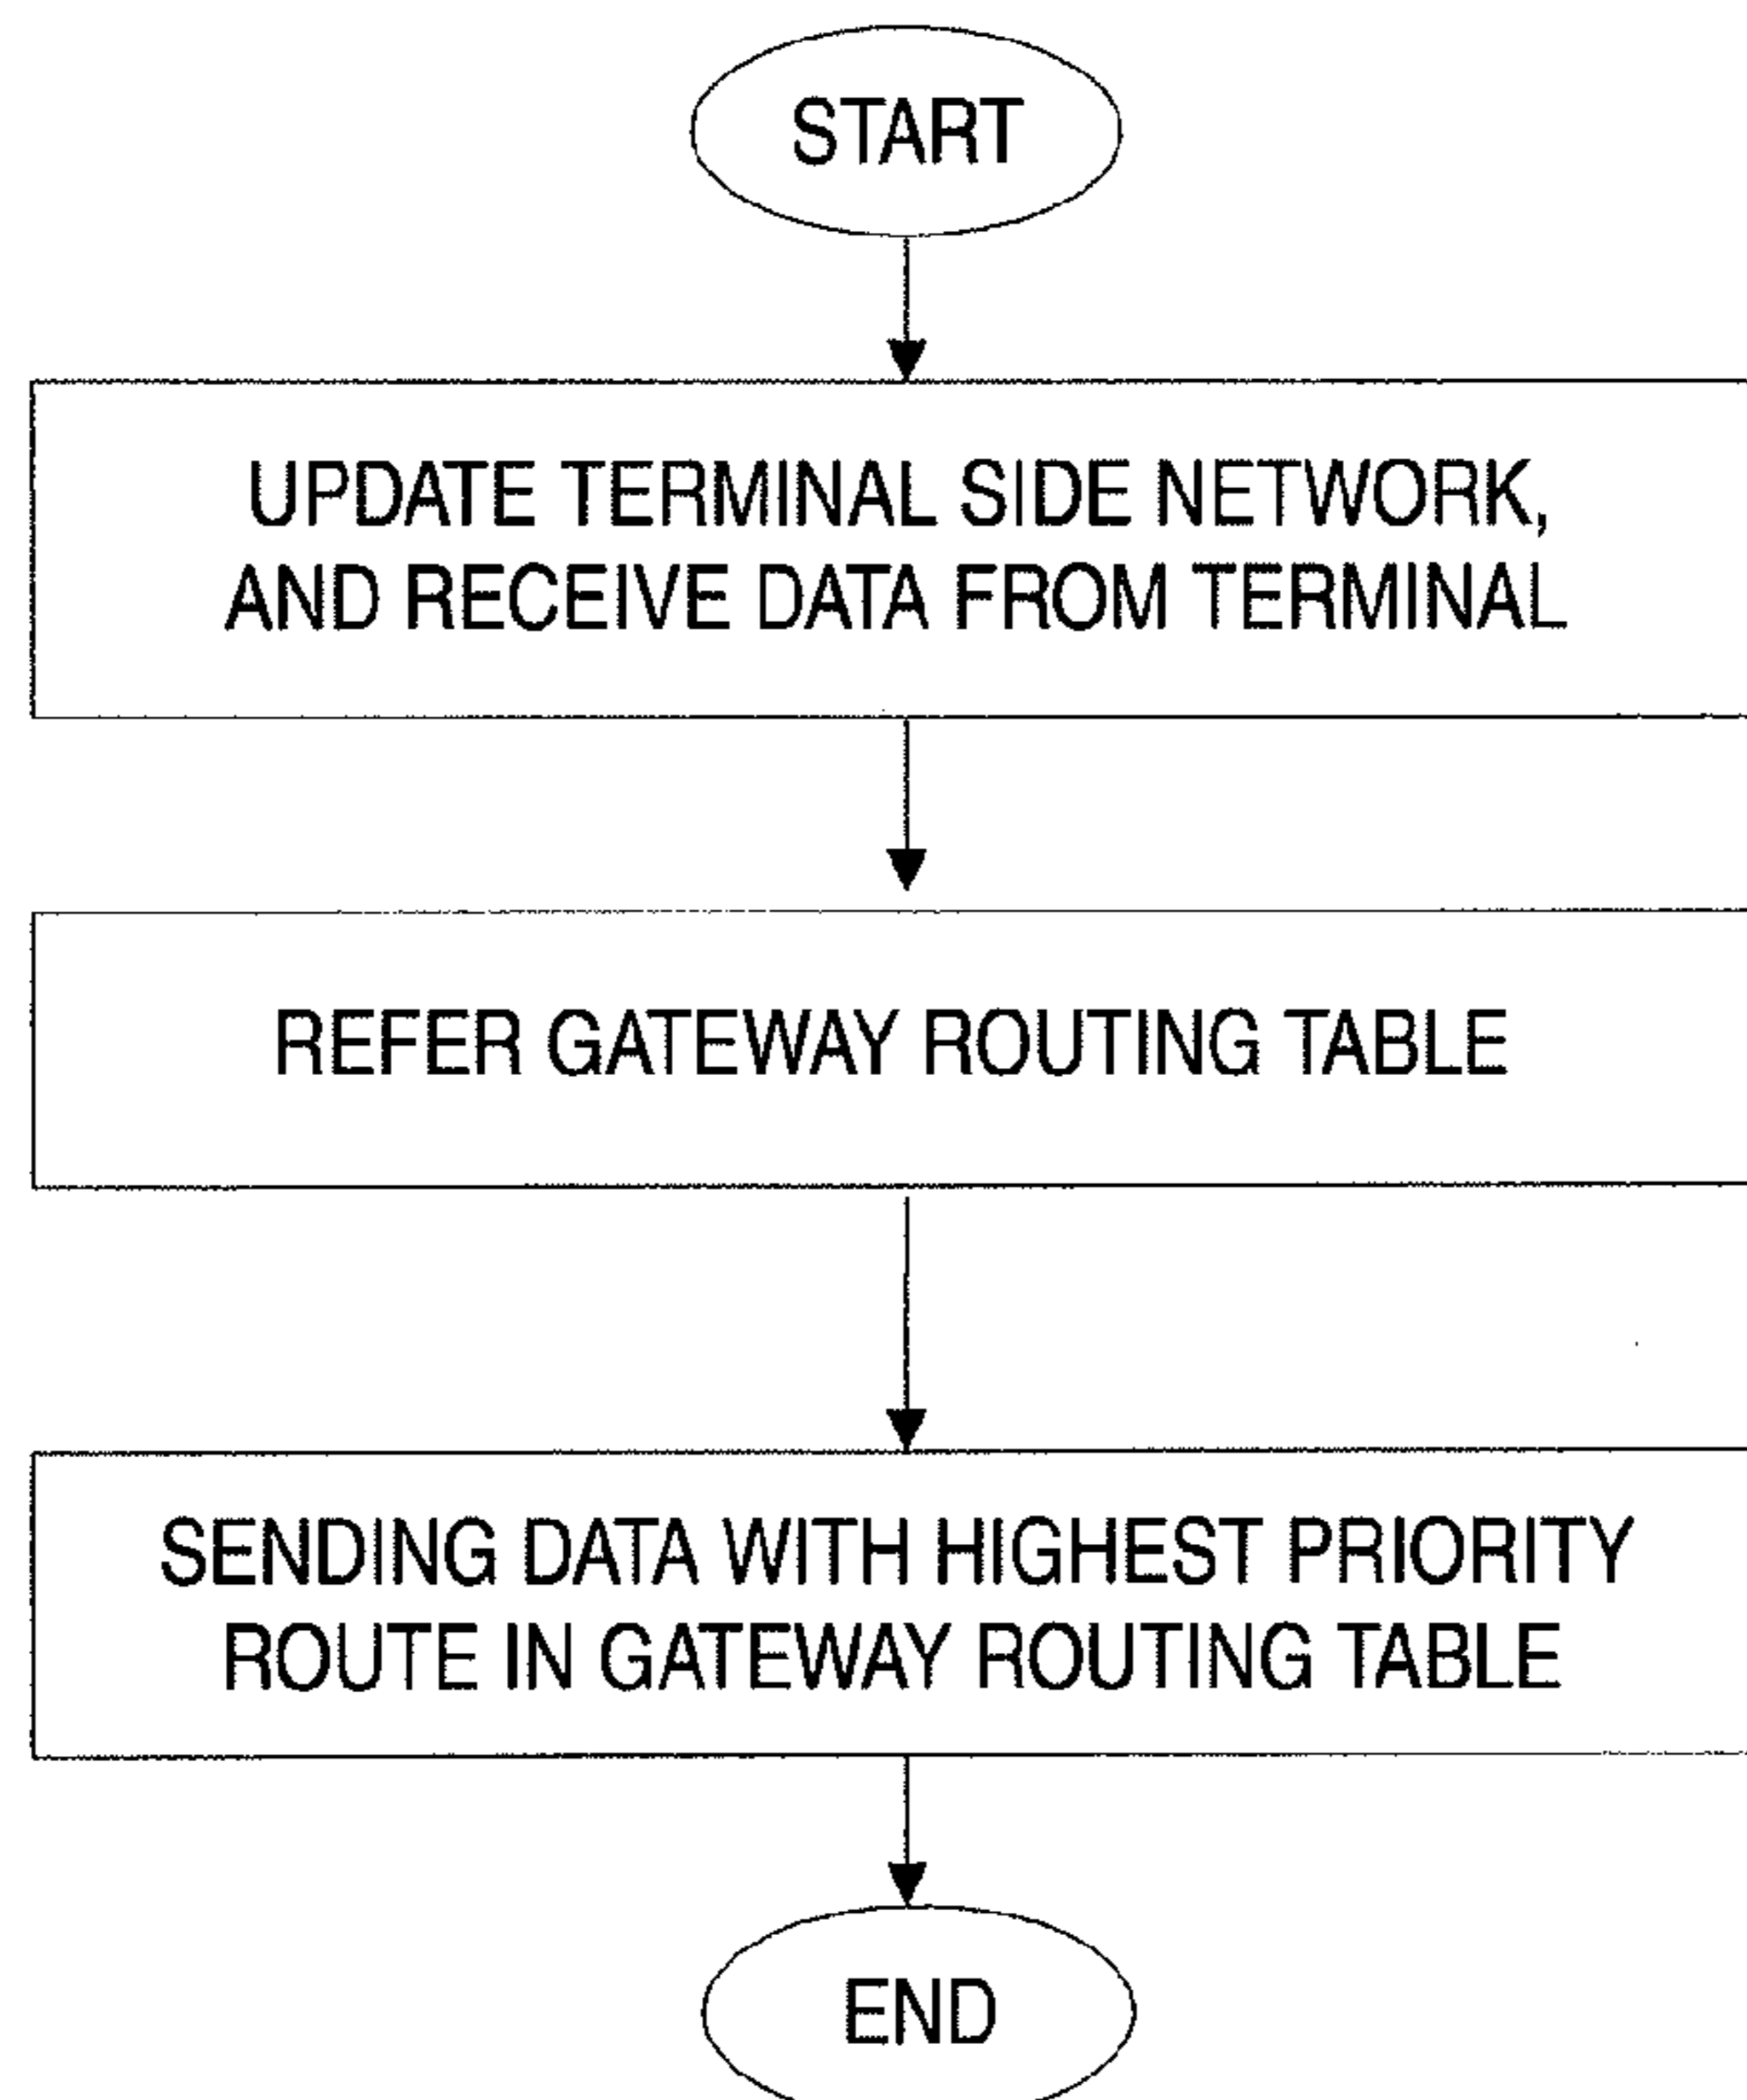 START
UPDATE TERMINAL SIDE NETWORK,
AND RECEIVE DATA FROM TERMINAL
REFER GATEWAY ROUTING TABLE
SENDING DATA WITH HIGHEST PRIORITY
ROUTE IN GATEWAY ROUTING TABLE
END